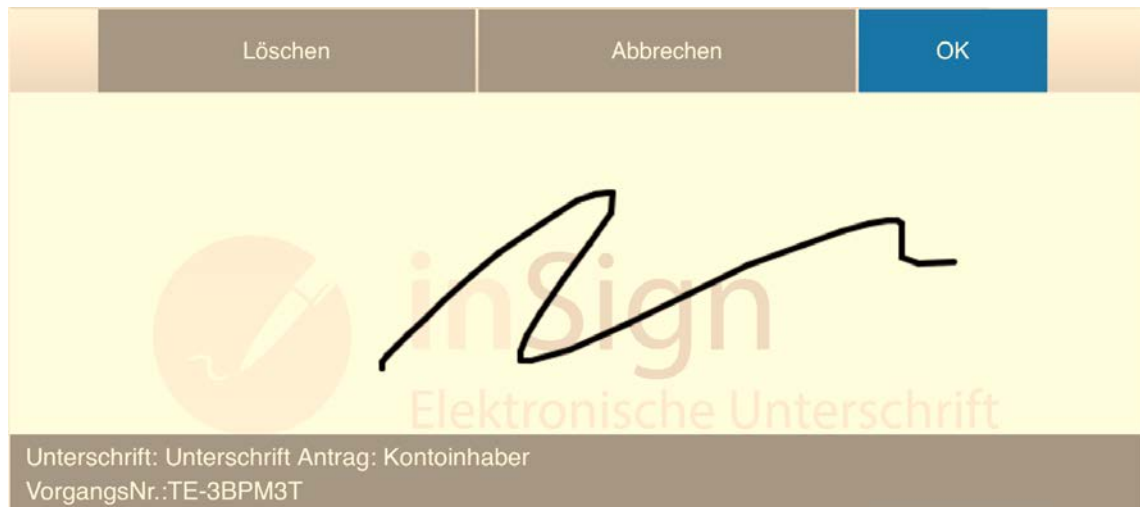 Löschen Abbrechen OK
inSign
Elektronische Unterschrift
Unterschrift: Unterschrift Antrag: Kontoinhaber
VorgangsNr.:TE-3BPM3T